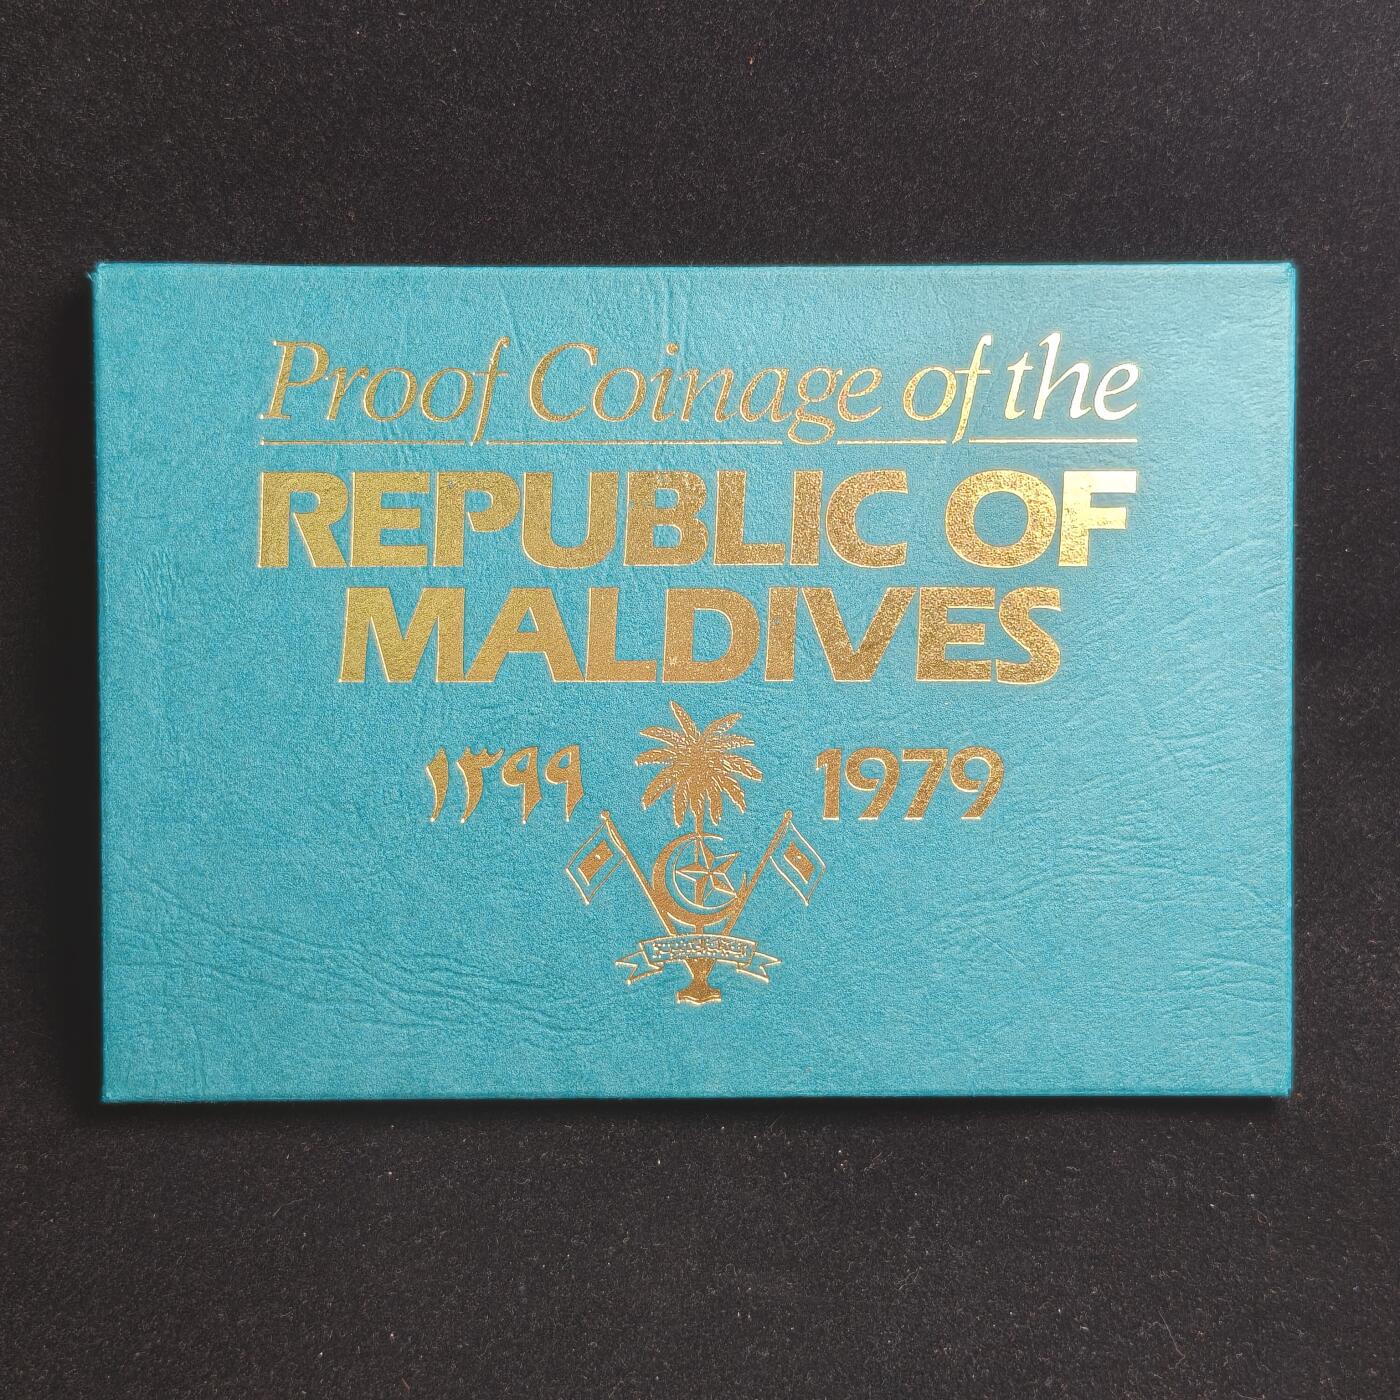 Proof Coinage of the
REPUBLIC OF
MALDIVES
١٣٩٩ 1979